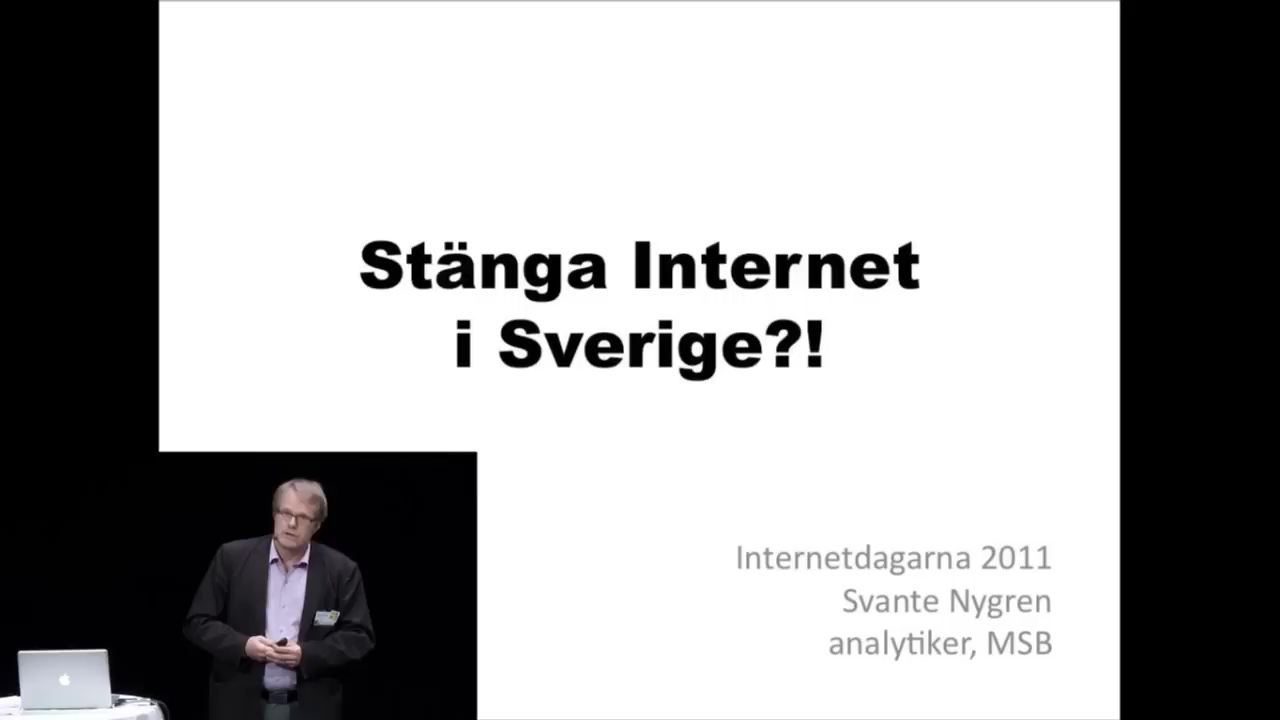 Stänga Internet
i Sverige?!
Internetdagarna 2011
Svante Nygren
analytiker, MSB